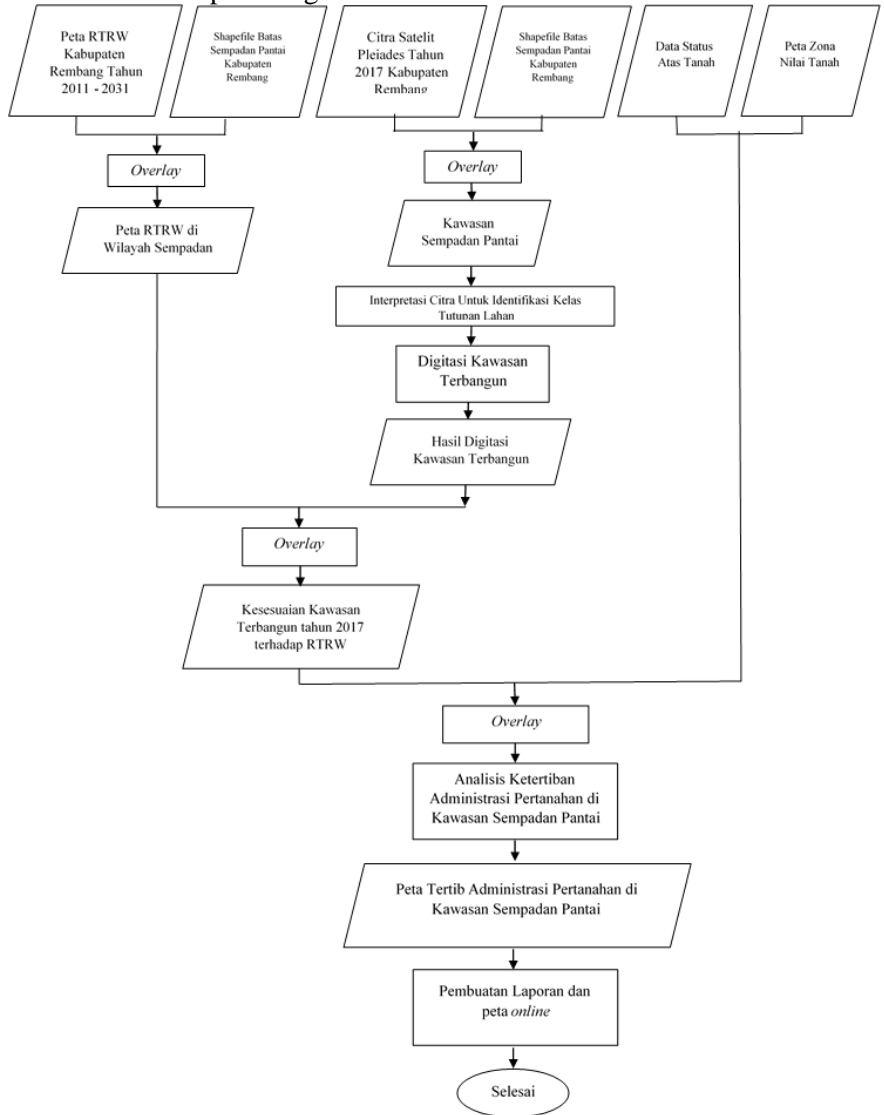 Peta RTRW
Kabupaten
Rembang Tahun
2011 - 2031
Shapefile Batas
Sempadan Pantai
Kabupaten
Rembang
Citra Satelit
Pleiades Tahun
2017 Kabupaten
Rembang
Shapefile Batas
Sempadan Pantai
Kabupaten
Rembang
Data Status
Atas Tanah
Peta Zona
Nilai Tanah
Overlay
Overlay
Peta RTRW di
Wilayah Sempadan
Kawasan
Sempadan Pantai
Interpretasi Citra Untuk Identifikasi Kelas
Tutupan Lahan
Digitasi Kawasan
Terbangun
Hasil Digitasi
Kawasan Terbangun
Overlay
Kesesuaian Kawasan
Terbangun tahun 2017
terhadap RTRW
Overlay
Analisis Ketertiban
Administrasi Pertanahan di
Kawasan Sempadan Pantai
Peta Tertib Administrasi Pertanahan di
Kawasan Sempadan Pantai
Pembuatan Laporan dan
peta online
Selesai